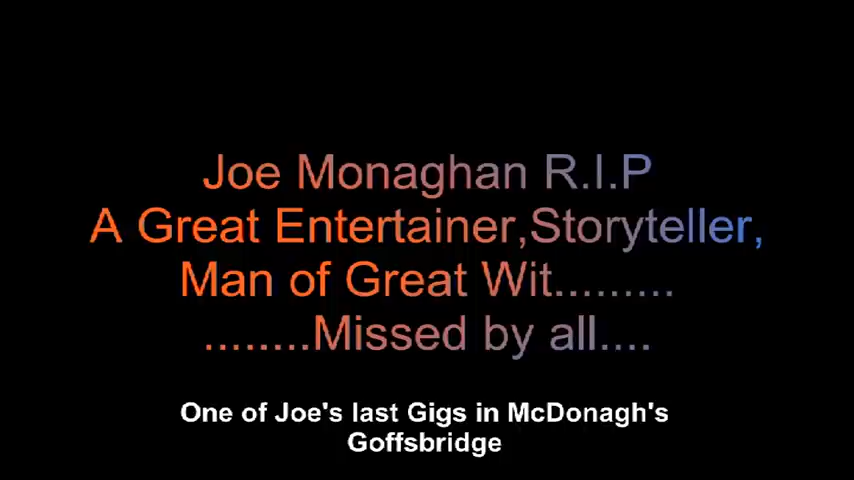 Joe Monaghan R.I.P
A Great Entertainer,Storyteller,
Man of Great Wit.........
........Missed by all....
One of Joe's last Gigs in McDonagh's
Goffsbridge